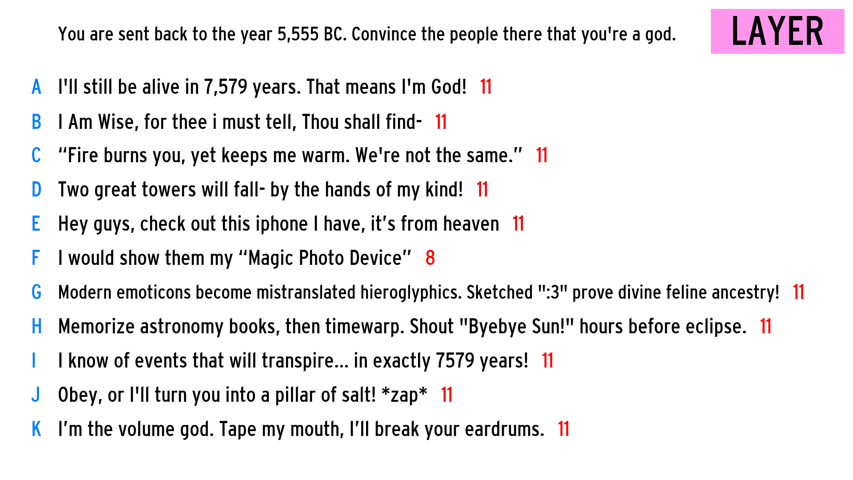 You are sent back to the year 5,555 BC. Convince the people there that you're a god.
LAYER
A I'll still be alive in 7,579 years. That means I'm God! 11
B I Am Wise, for thee i must tell, Thou shall find- 11
C “Fire burns you, yet keeps me warm. We're not the same.” 11
D Two great towers will fall- by the hands of my kind! 11
E Hey guys, check out this iphone I have, it’s from heaven 11
F I would show them my “Magic Photo Device” 8
G Modern emoticons become mistranslated hieroglyphics. Sketched ":3" prove divine feline ancestry! 11
H Memorize astronomy books, then timewarp. Shout "Byebye Sun!" hours before eclipse. 11
I I know of events that will transpire... in exactly 7579 years! 11
J Obey, or I'll turn you into a pillar of salt! *zap* 11
K I’m the volume god. Tape my mouth, I’ll break your eardrums. 11